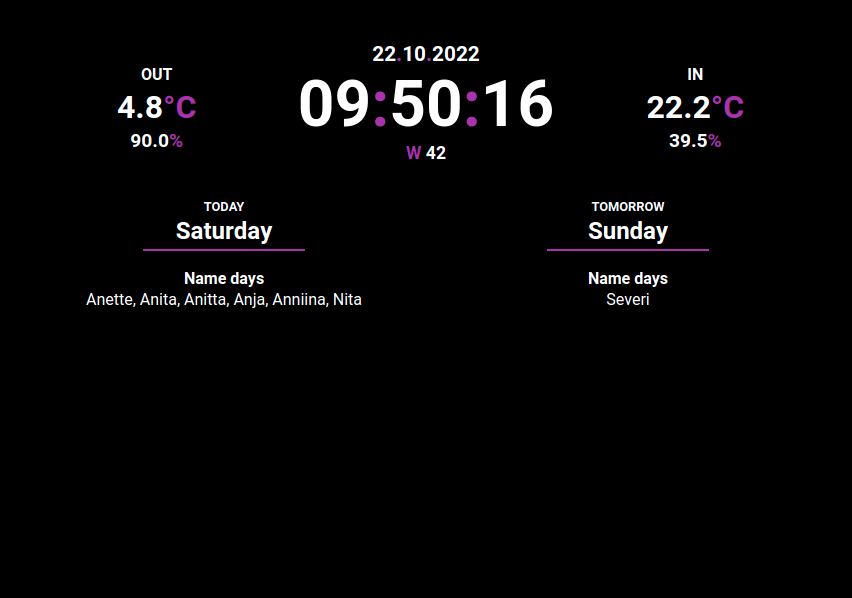 22.10.2022
OUT
4.8°C
90.0%
09:50:16
W 42
IN
22.2°C
39.5%
TODAY
Saturday
Name days
Anette, Anita, Anitta, Anja, Anniina, Nita
TOMORROW
Sunday
Name days
Severi